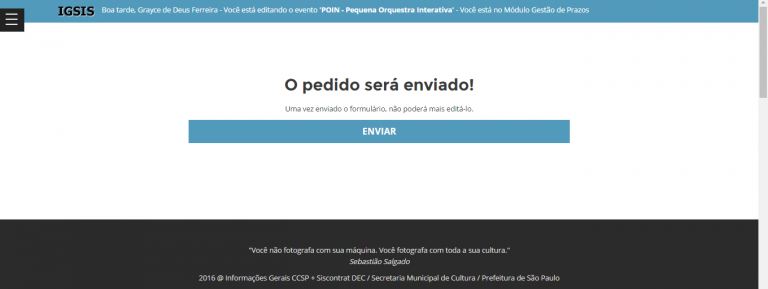 IGSIS Boa tarde, Grayce de Deus Ferreira - Você está editando o evento 'POIN - Pequena Orquestra Interativa' - Você está no Módulo Gestão de Prazos
O pedido será enviado!
Uma vez enviado o formulário, não poderá mais editá-lo.
ENVIAR
"Você não fotografa com sua máquina. Você fotografa com toda a sua cultura."
Sebastião Salgado
2016 @ Informações Gerais CCSP + Siscontrat DEC / Secretaria Municipal de Cultura / Prefeitura de São Paulo